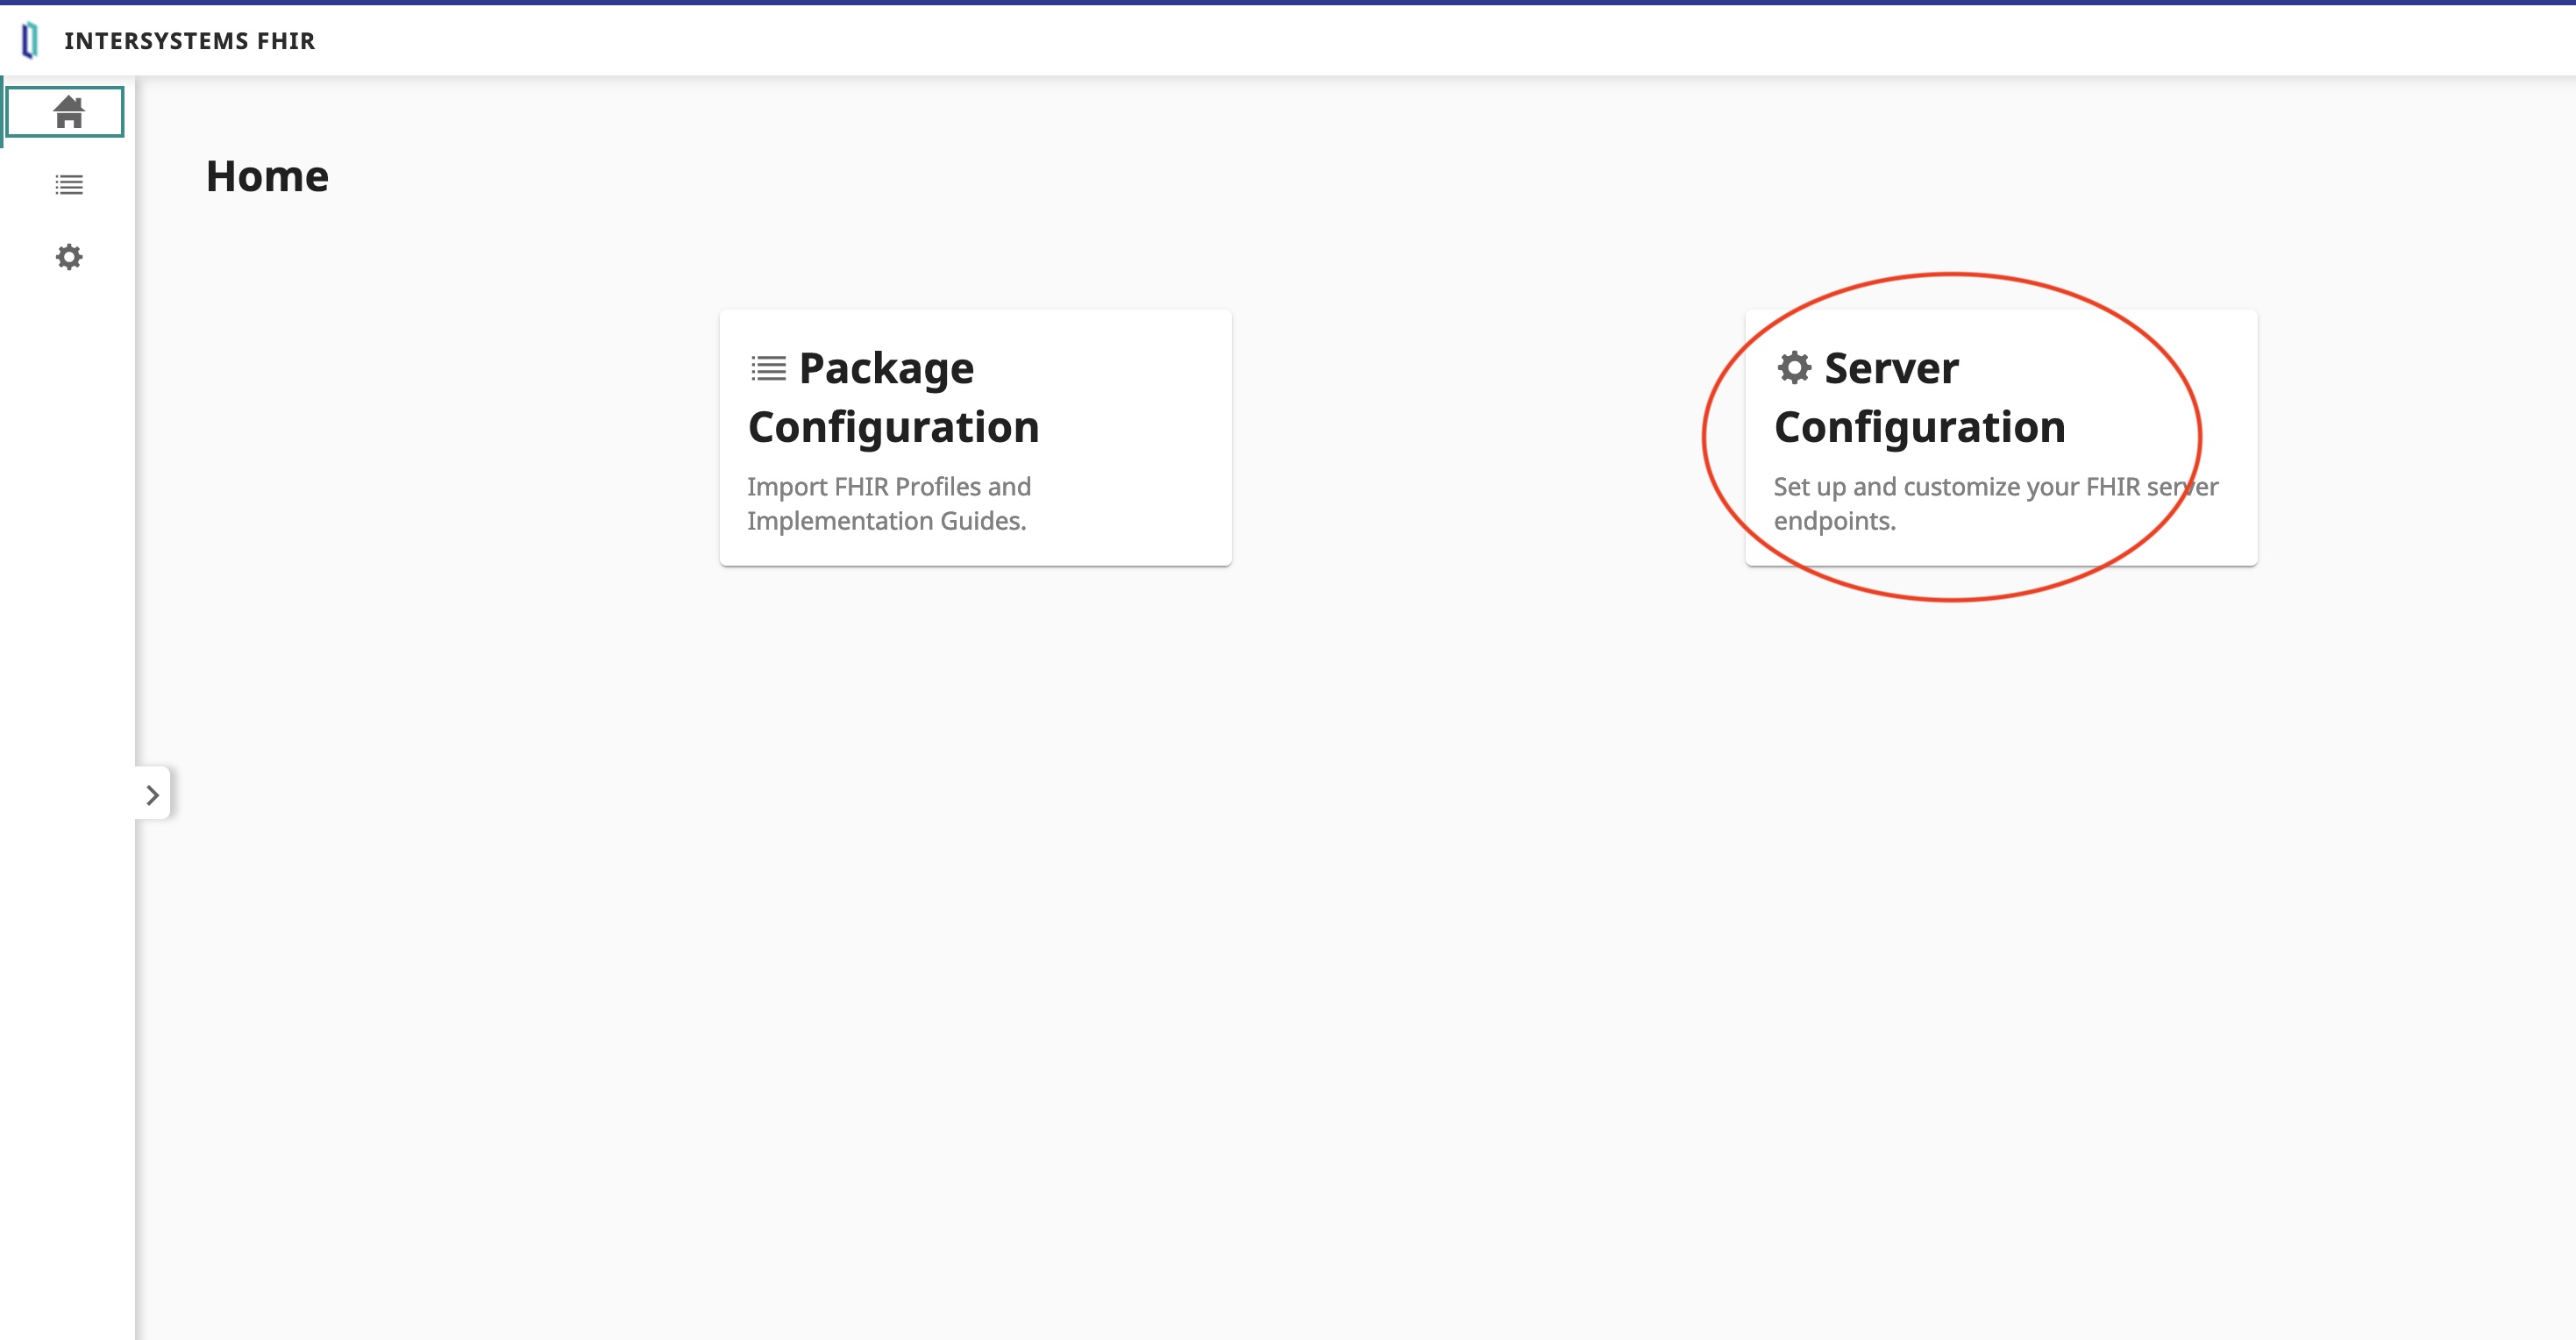 INTERSYSTEMS FHIR
Home
Package
Configuration
Import FHIR Profiles and
Implementation Guides.
Server
Configuration
Set up and customize your FHIR server
endpoints.